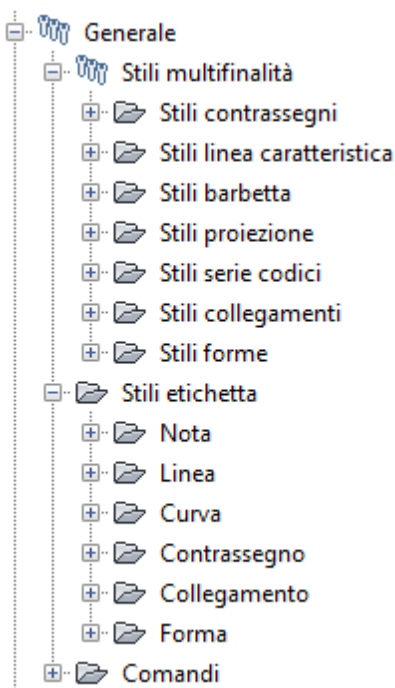 Generale
Stili multifinalità
Stili contrassegni
Stili linea caratteristica
Stili barbetta
Stili proiezione
Stili serie codici
Stili collegamenti
Stili forme
Stili etichetta
Nota
Linea
Curva
Contrassegno
Collegamento
Forma
Comandi